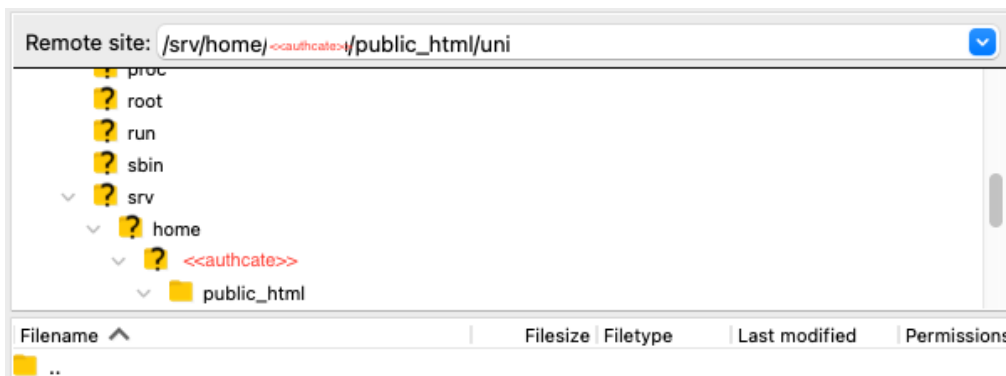 Remote site: /srv/home/<<authcate>>/public_html/uni
proc
root
run
sbin
srv
home
<<authcate>>
public_html
Filename Filesize Filetype Last modified Permissions
..